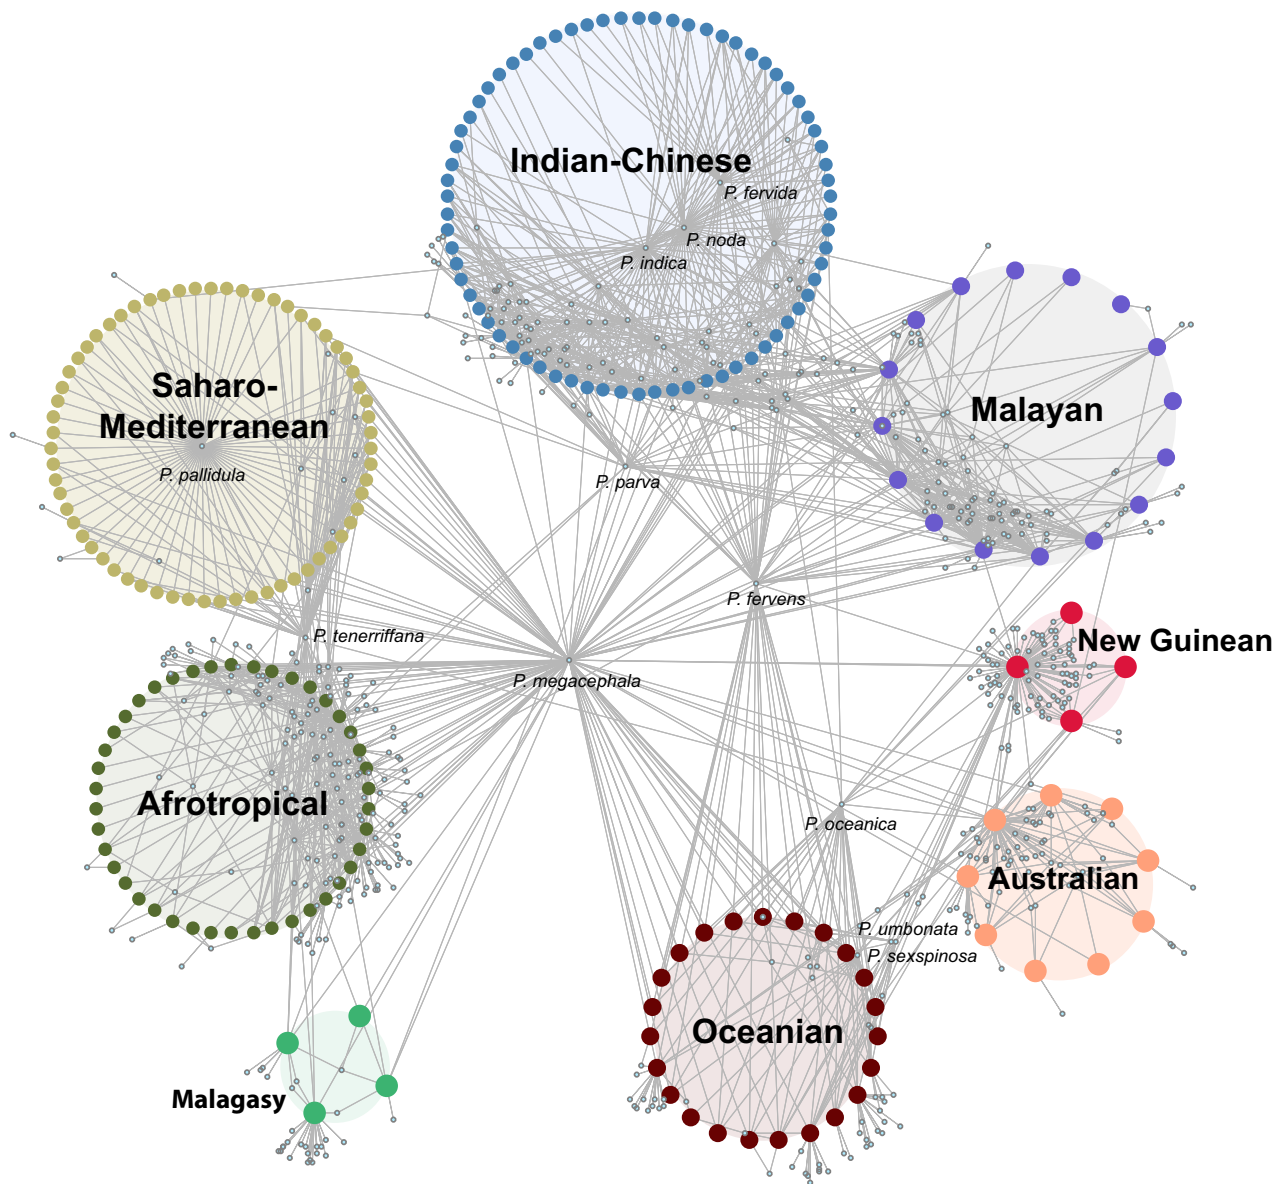 Indian-Chinese
P. fervida
P. noda
P. indica
Saharo-
Mediterranean
P. pallidula
Malayan
P. parva
P. fervens
P. tenerriffana
New Guinean
P. megacephala
Afrotropical
P. oceanica
Australian
P. umbonata
P. sexspinosa
Oceanian
Malagasy